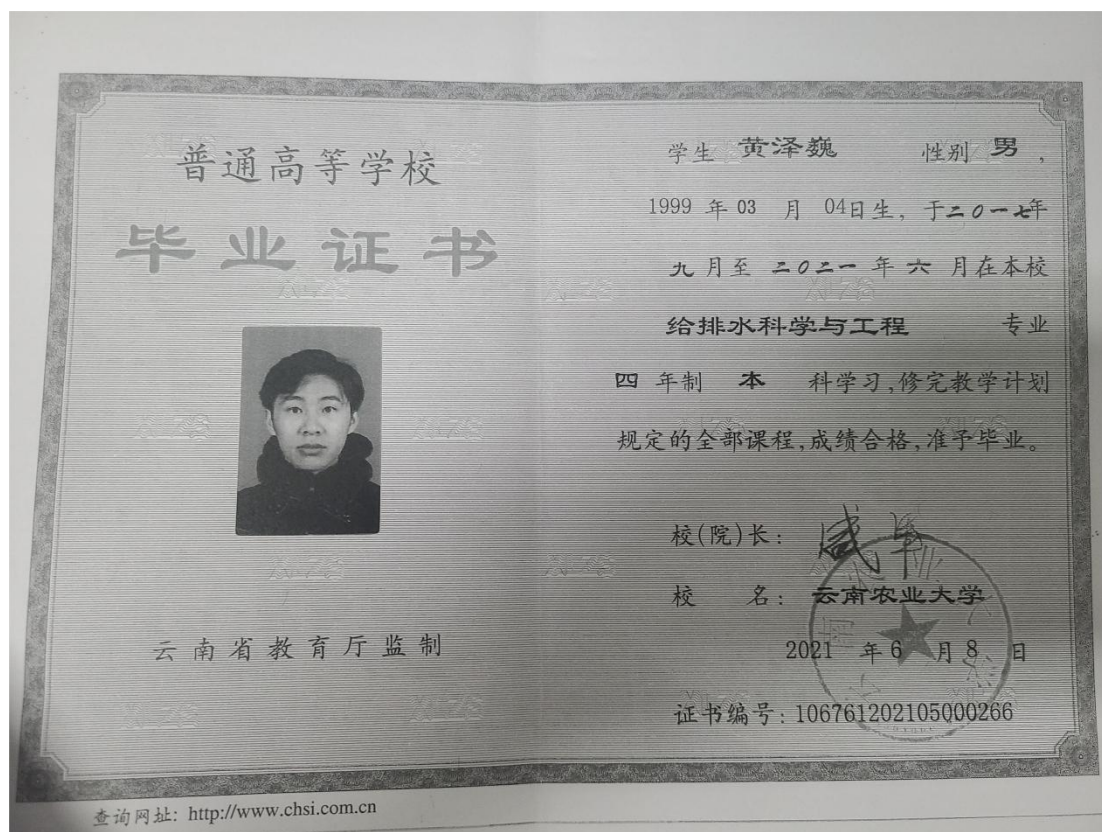 普通高等学校
毕业证书
云南省教育厅监制
学生 黄泽巍 性别 男，
1999 年 03 月 04日生，于二〇一七年
九月至 二〇二一 年 六 月在本校
给排水科学与工程 专业
四 年制 本 科学习，修完教学计划
规定的全部课程，成绩合格，准予毕业。
校（院）长：
校 名：云南农业大学
2021 年 6 月 8 日
证书编号：106761202105000266
查询网址：http://www.chsi.com.cn
XLZS